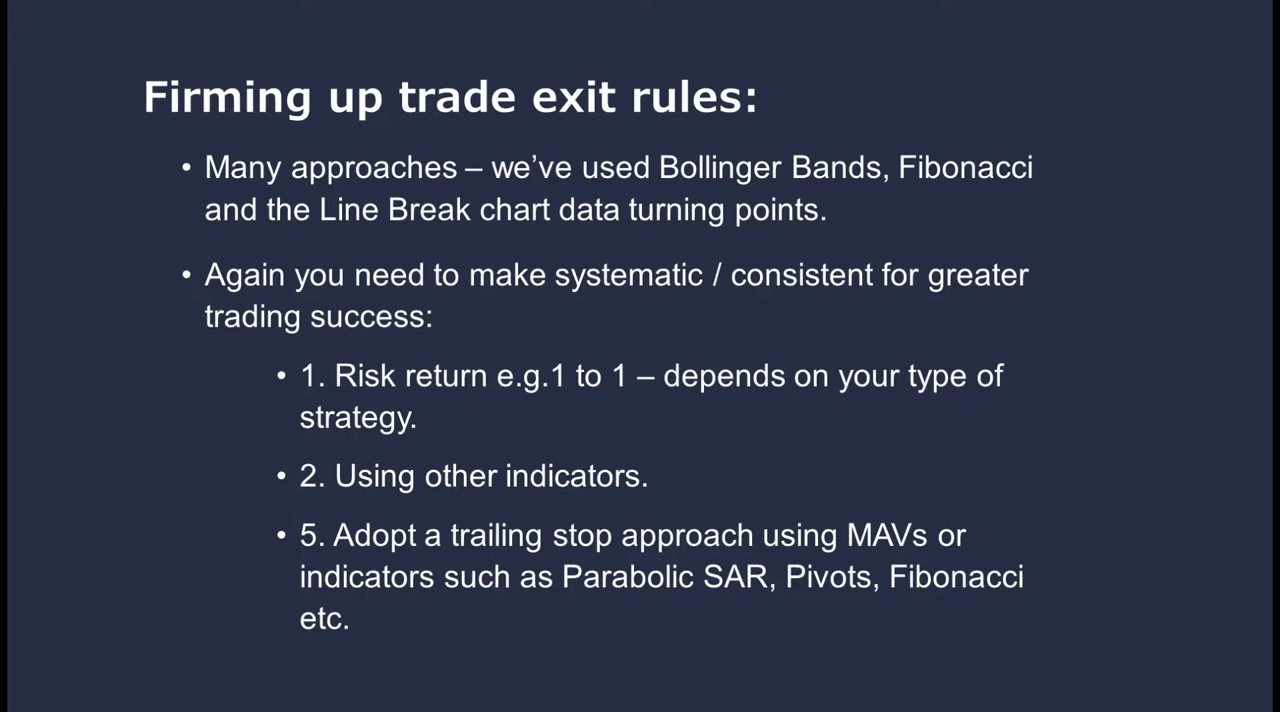 Firming up trade exit rules:
• Many approaches – we’ve used Bollinger Bands, Fibonacci
and the Line Break chart data turning points.
• Again you need to make systematic / consistent for greater
trading success:
• 1. Risk return e.g.1 to 1 – depends on your type of
strategy.
• 2. Using other indicators.
• 5. Adopt a trailing stop approach using MAVs or
indicators such as Parabolic SAR, Pivots, Fibonacci
etc.